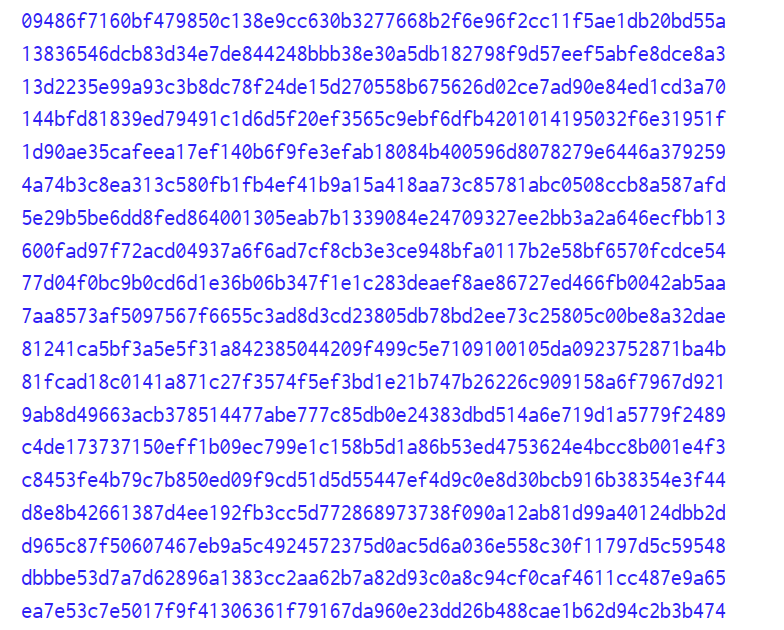 09486f7160bf479850c138e9cc630b3277668b2f6e96f2cc11f5ae1db20bd55a
13836546dcb83d34e7de844248bbb38e30a5db182798f9d57eef5abfe8dce8a3
13d2235e99a93c3b8dc78f24de15d270558b675626d02ce7ad90e84ed1cd3a70
144bfd81839ed79491c1d6d5f20ef3565c9ebf6dfb4201014195032f6e31951f
1d90ae35cafeea17ef140b6f9fe3efab18084b400596d8078279e6446a379259
4a74b3c8ea313c580fb1fb4ef41b9a15a418aa73c85781abc0508ccb8a587afd
5e29b5be6dd8fed864001305eab7b1339084e24709327ee2bb3a2a646ecfbb13
600fad97f72acd04937a6f6ad7cf8cb3e3ce948bfa0117b2e58bf6570fcdce54
77d04f0bc9b0cd6d1e36b06b347f1e1c283deaef8ae86727ed466fb0042ab5aa
7aa8573af5097567f6655c3ad8d3cd23805db78bd2ee73c25805c00be8a32dae
81241ca5bf3a5e5f31a842385044209f499c5e7109100105da0923752871ba4b
81fcad18c0141a871c27f3574f5ef3bd1e21b747b26226c909158a6f7967d921
9ab8d49663acb378514477abe777c85db0e24383dbd514a6e719d1a5779f2489
c4de173737150eff1b09ec799e1c158b5d1a86b53ed4753624e4bcc8b001e4f3
c8453fe4b79c7b850ed09f9cd51d5d55447ef4d9c0e8d30bcb916b38354e3f44
d8e8b42661387d4ee192fb3cc5d772868973738f090a12ab81d99a40124dbb2d
d965c87f50607467eb9a5c4924572375d0ac5d6a036e558c30f11797d5c59548
dbbbe53d7a7d62896a1383cc2aa62b7a82d93c0a8c94cf0caf4611cc487e9a65
ea7e53c7e5017f9f41306361f79167da960e23dd26b488cae1b62d94c2b3b474